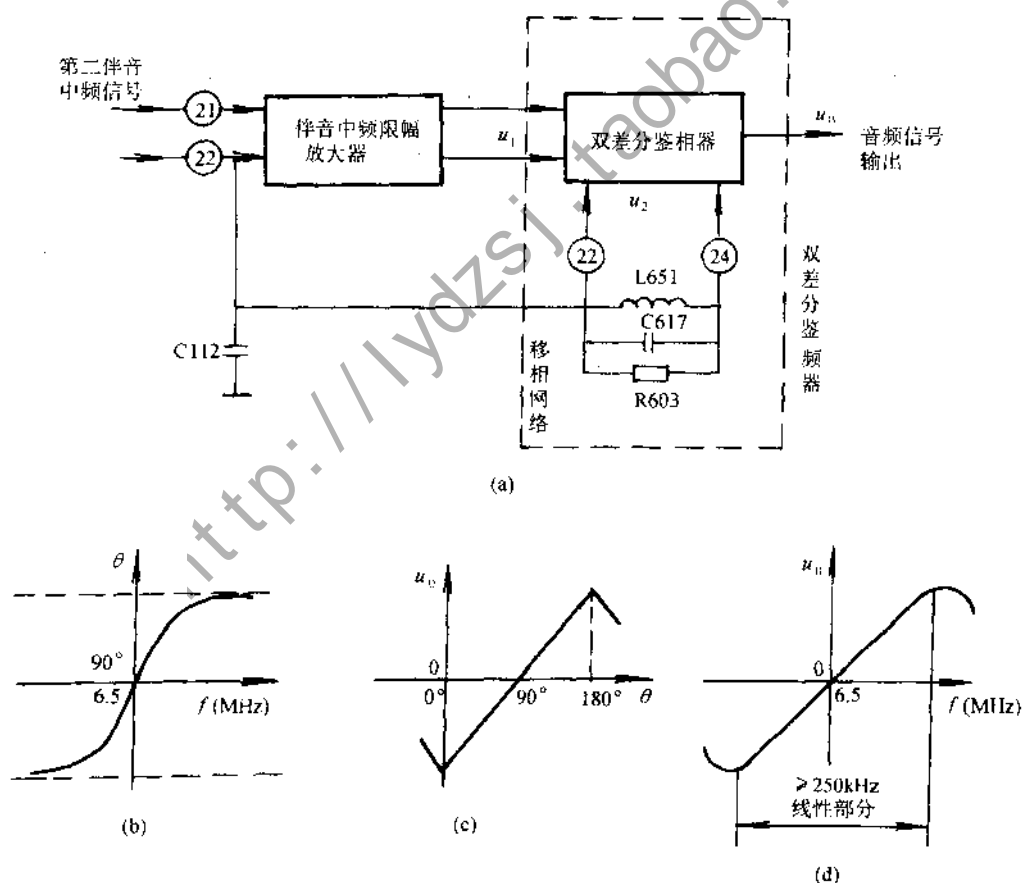 第二伴音
中频信号
21
22
伴音中频限幅
放大器
u₁
双差分鉴相器
u₂
音频信号
输出
22
24
L651
C617
R603
C112
移相网络
双差分鉴频器
(a)
θ
90°
6.5
f (MHz)
(b)
0
0°
90°
180°
θ
(c)
0
6.5
f (MHz)
≥250kHz
线性部分
(d)
http://lydzsj.taobao.